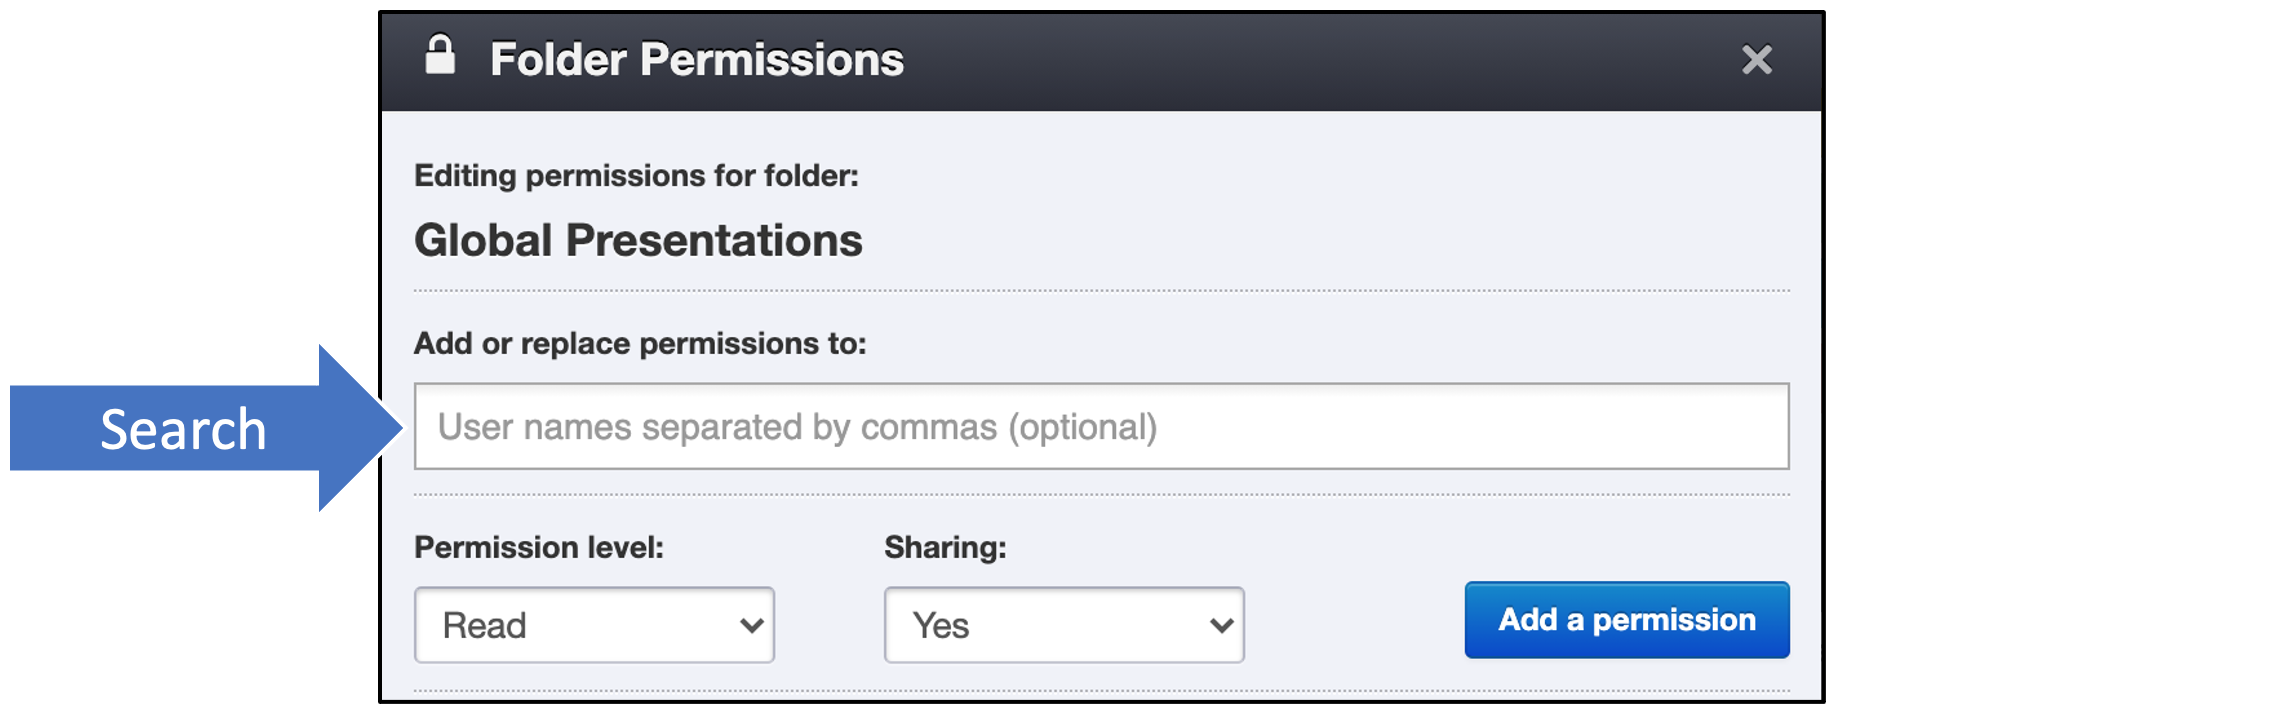 Folder Permissions
Editing permissions for folder:
Global Presentations
Add or replace permissions to:
Search
User names separated by commas (optional)
Permission level: Sharing:
Read Yes Add a permission